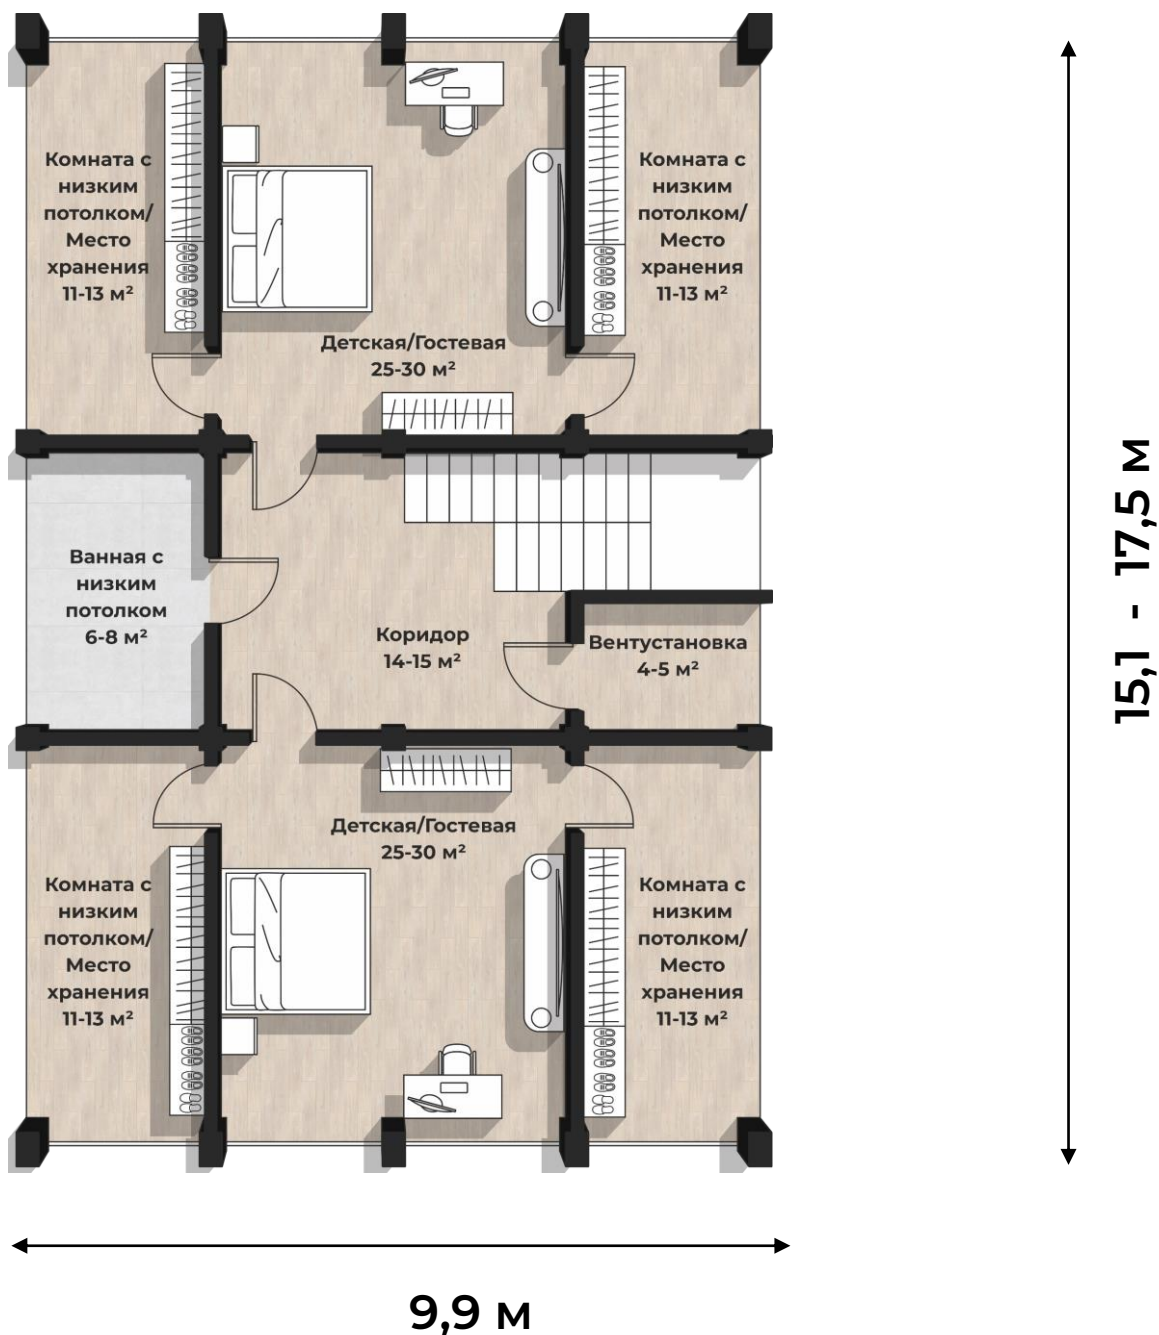 Комната с
низким
потолком/
Место
хранения
11-13 м²
Комната с
низким
потолком/
Место
хранения
11-13 м²
Детская/Гостевая
25-30 м²
Ванная с
низким
потолком
6-8 м²
Коридор
14-15 м²
Вентустановка
4-5 м²
15,1 - 17,5 м
Детская/Гостевая
25-30 м²
Комната с
низким
потолком/
Место
хранения
11-13 м²
Комната с
низким
потолком/
Место
хранения
11-13 м²
9,9 м